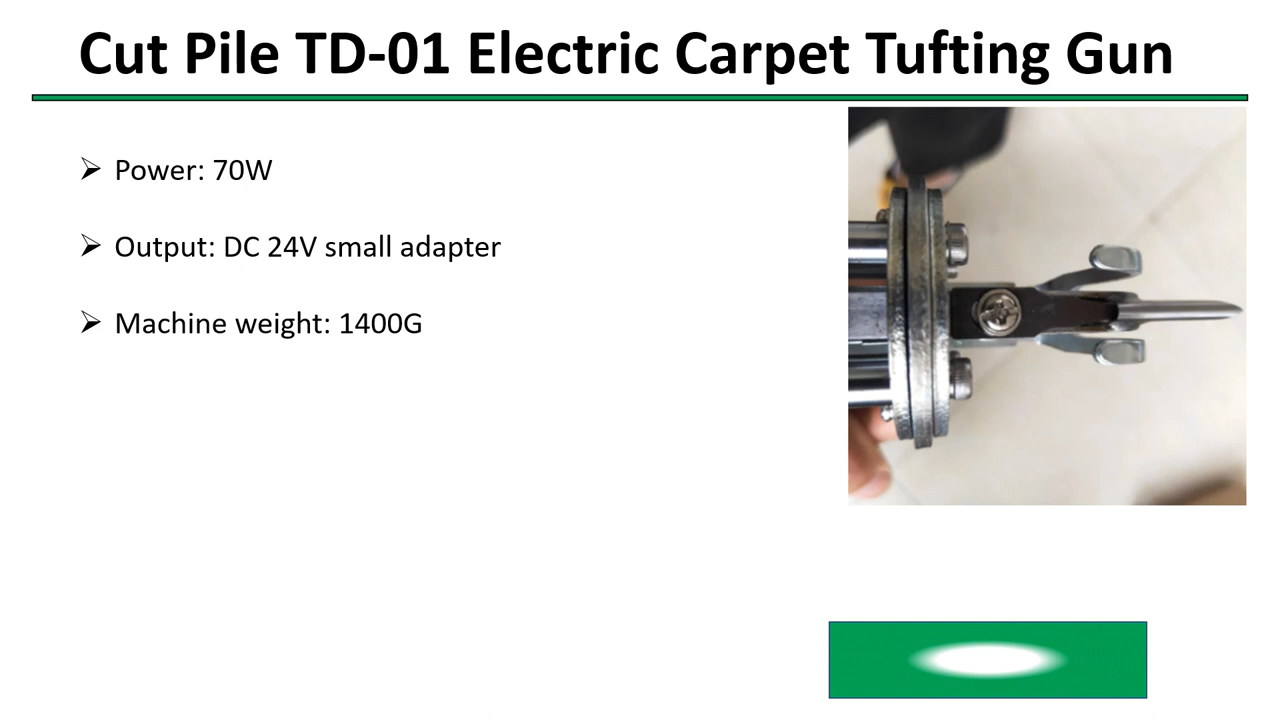 Cut Pile TD-01 Electric Carpet Tufting Gun
Power: 70W
Output: DC 24V small adapter
Machine weight: 1400G